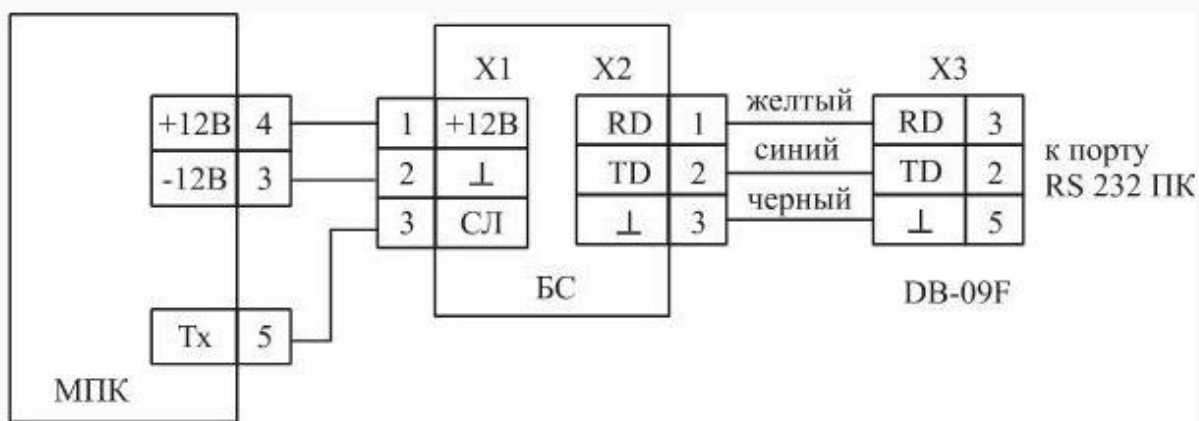 X1 X2 X3
+12В 4 1 +12В RD 1 желтый RD 3
-12В 3 2 ⊥ TD 2 синий TD 2
3 СЛ ⊥ 3 черный ⊥ 5
к порту
RS 232 ПК
БС
DB-09F
Tx 5
МПК